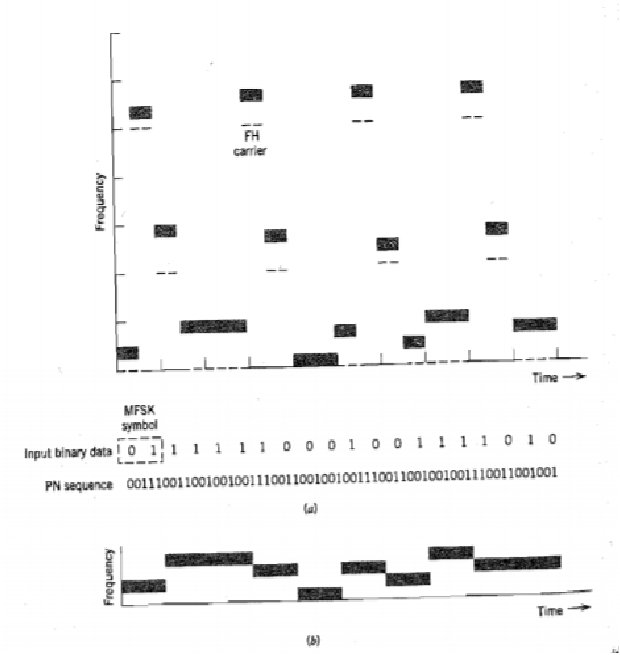 Frequency
FH
carrier
Time
MFSK
symbol
Input binary data 0 1 1 1 1 1 1 0 0 0 1 0 0 1 1 1 1 0 1 0
PN sequence 001110011001001001110011001001001110011001001001110011001001
(a)
Frequency
Time
(b)